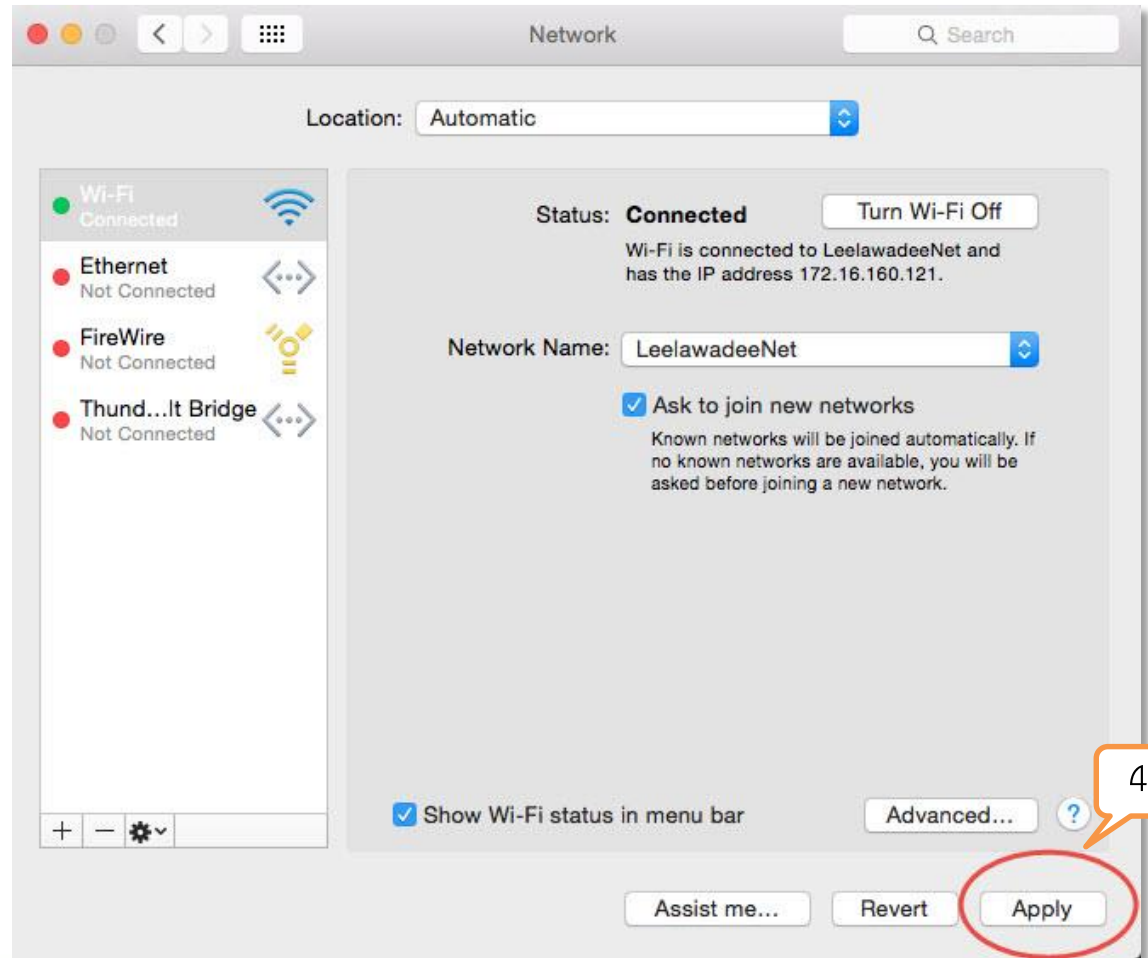 Network
Search
Location: Automatic
Wi-Fi
Connected
Ethernet
Not Connected
FireWire
Not Connected
Thund...lt Bridge
Not Connected
Status: Connected
Turn Wi-Fi Off
Wi-Fi is connected to LeelawadeeNet and
has the IP address 172.16.160.121.
Network Name: LeelawadeeNet
Ask to join new networks
Known networks will be joined automatically. If
no known networks are available, you will be
asked before joining a new network.
Show Wi-Fi status in menu bar
Advanced...
?
4
Assist me...
Revert
Apply